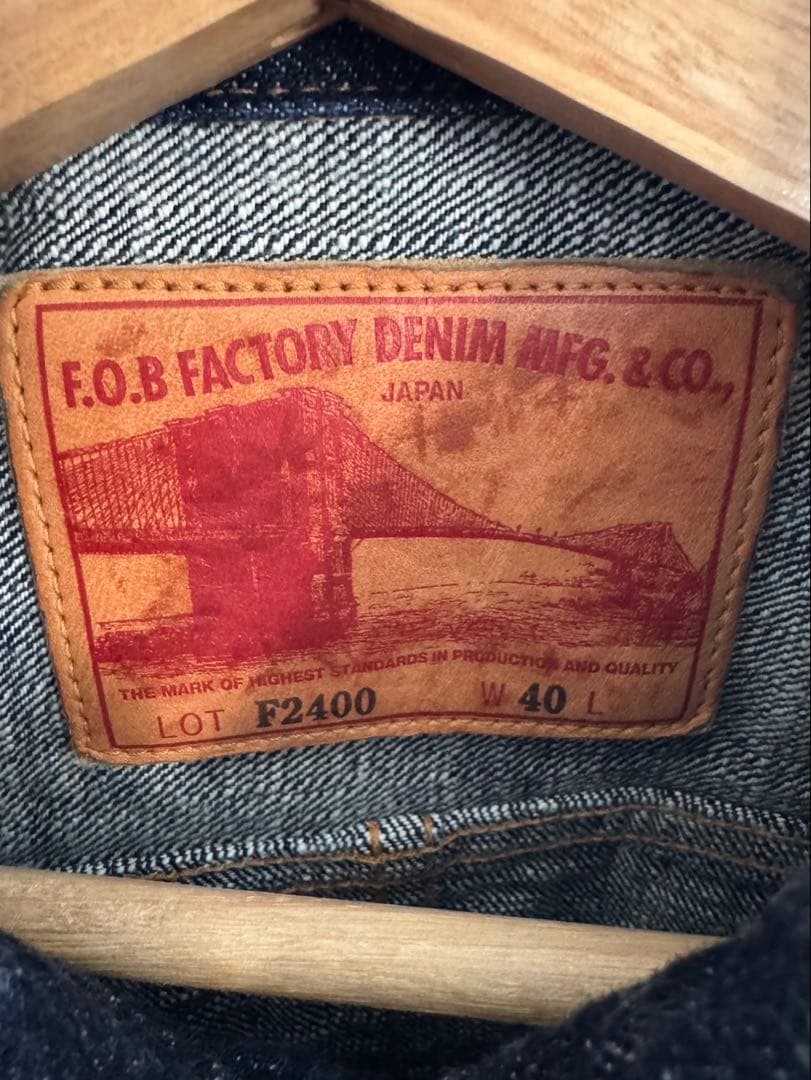 F.O.B FACTORY DENIM MFG. & CO.,
JAPAN
THE MARK OF HIGHEST STANDARDS IN PRODUCTION AND QUALITY
LOT F2400 W 40 L